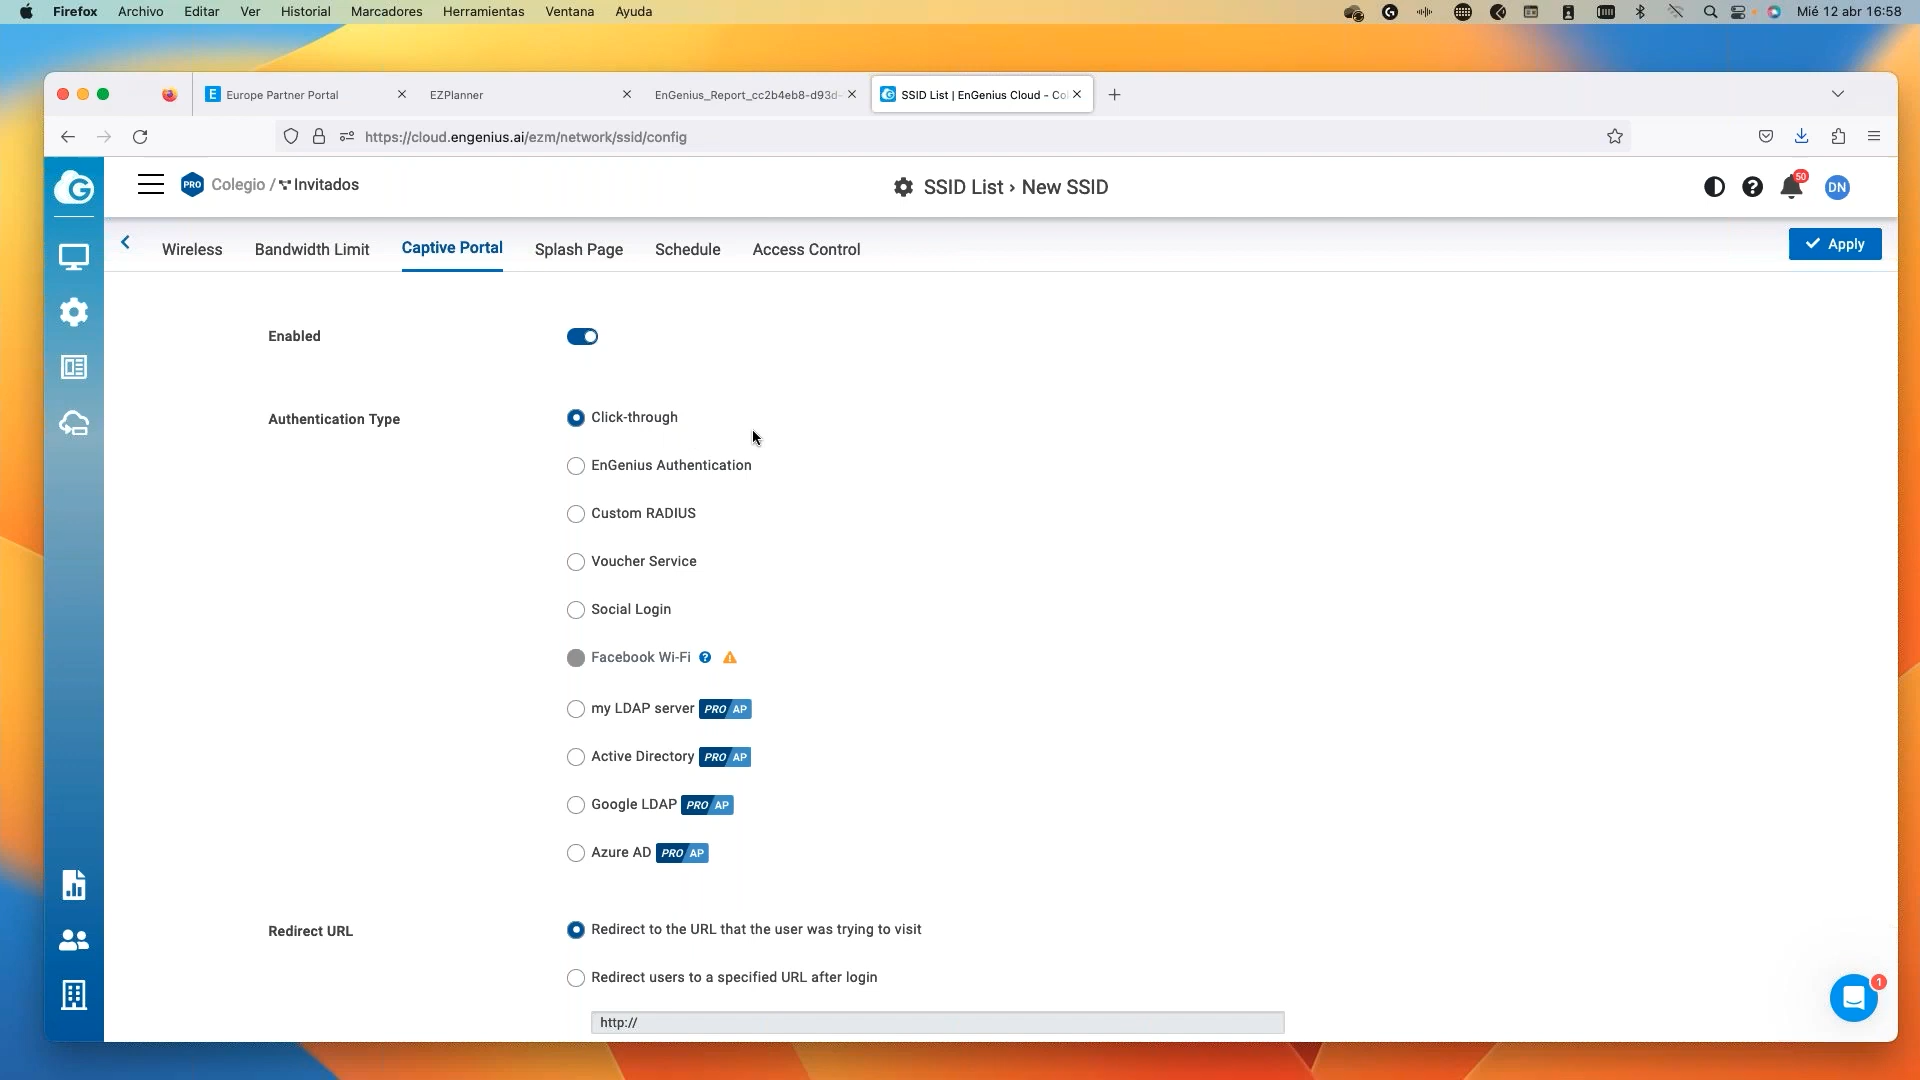 Firefox Archivo Editar Ver Historial Marcadores Herramientas Ventana Ayuda Mié 12 abr 16:58
E Europe Partner Portal EZPlanner EnGenius_Report_cc2b4eb8-d93d- SSID List | EnGenius Cloud - Co
https://cloud.engenius.ai/ezm/network/ssid/config
PRO Colegio / Invitados SSID List › New SSID 50 DN
Wireless Bandwidth Limit Captive Portal Splash Page Schedule Access Control Apply
Enabled
Authentication Type Click-through
EnGenius Authentication
Custom RADIUS
Voucher Service
Social Login
Facebook Wi-Fi ?
my LDAP server PRO AP
Active Directory PRO AP
Google LDAP PRO AP
Azure AD PRO AP
Redirect URL Redirect to the URL that the user was trying to visit
Redirect users to a specified URL after login
1
http://